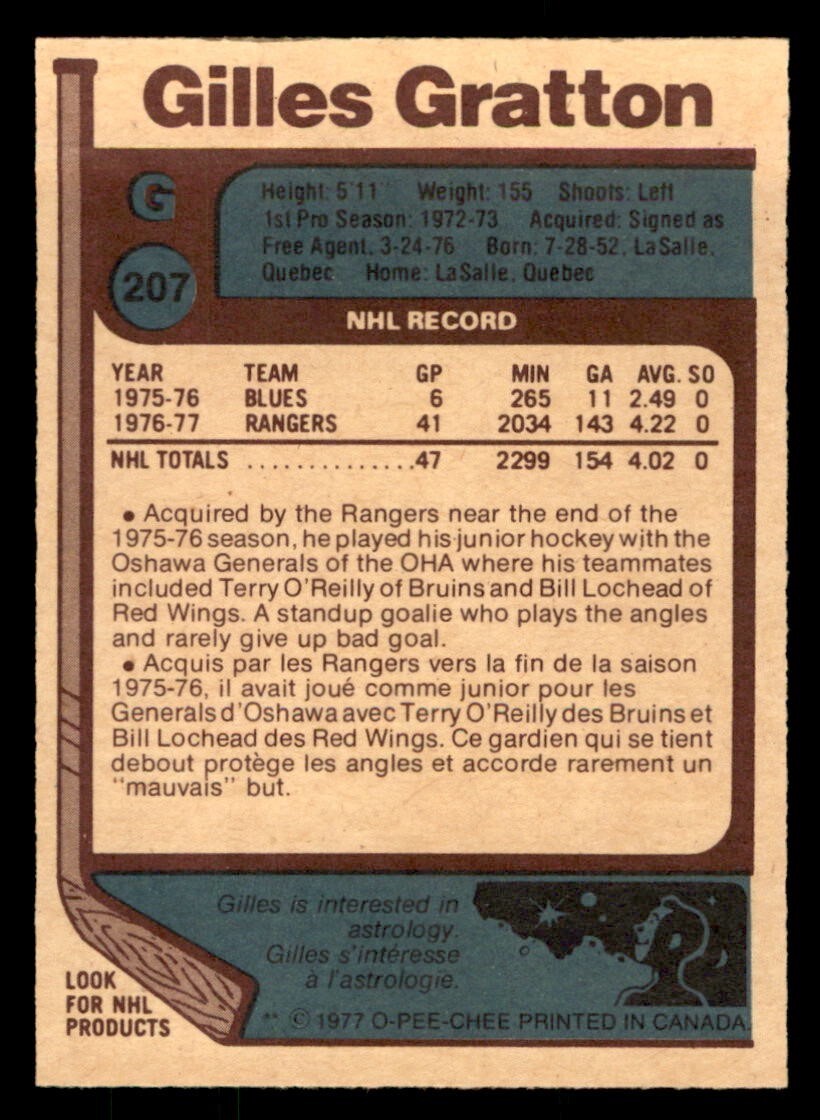 Gilles Gratton
G
207
Height: 5'11" Weight: 155 Shoots: Left
1st Pro Season: 1972-73 Acquired: Signed as
Free Agent, 3-24-76 Born: 7-28-52, LaSalle,
Quebec Home: LaSalle, Quebec
NHL RECORD
YEAR TEAM GP MIN GA AVG. SO
1975-76 BLUES 6 265 11 2.49 0
1976-77 RANGERS 41 2034 143 4.22 0
NHL TOTALS ..............47 2299 154 4.02 0
• Acquired by the Rangers near the end of the
1975-76 season, he played his junior hockey with the
Oshawa Generals of the OHA where his teammates
included Terry O'Reilly of Bruins and Bill Lochead of
Red Wings. A standup goalie who plays the angles
and rarely give up bad goal.
• Acquis par les Rangers vers la fin de la saison
1975-76, il avait joué comme junior pour les
Generals d'Oshawa avec Terry O'Reilly des Bruins et
Bill Lochead des Red Wings. Ce gardien qui se tient
debout protège les angles et accorde rarement un
"mauvais" but.
Gilles is interested in
astrology.
Gilles s'intéresse
à l'astrologie.
LOOK
FOR NHL
PRODUCTS
** © 1977 O-PEE-CHEE PRINTED IN CANADA.